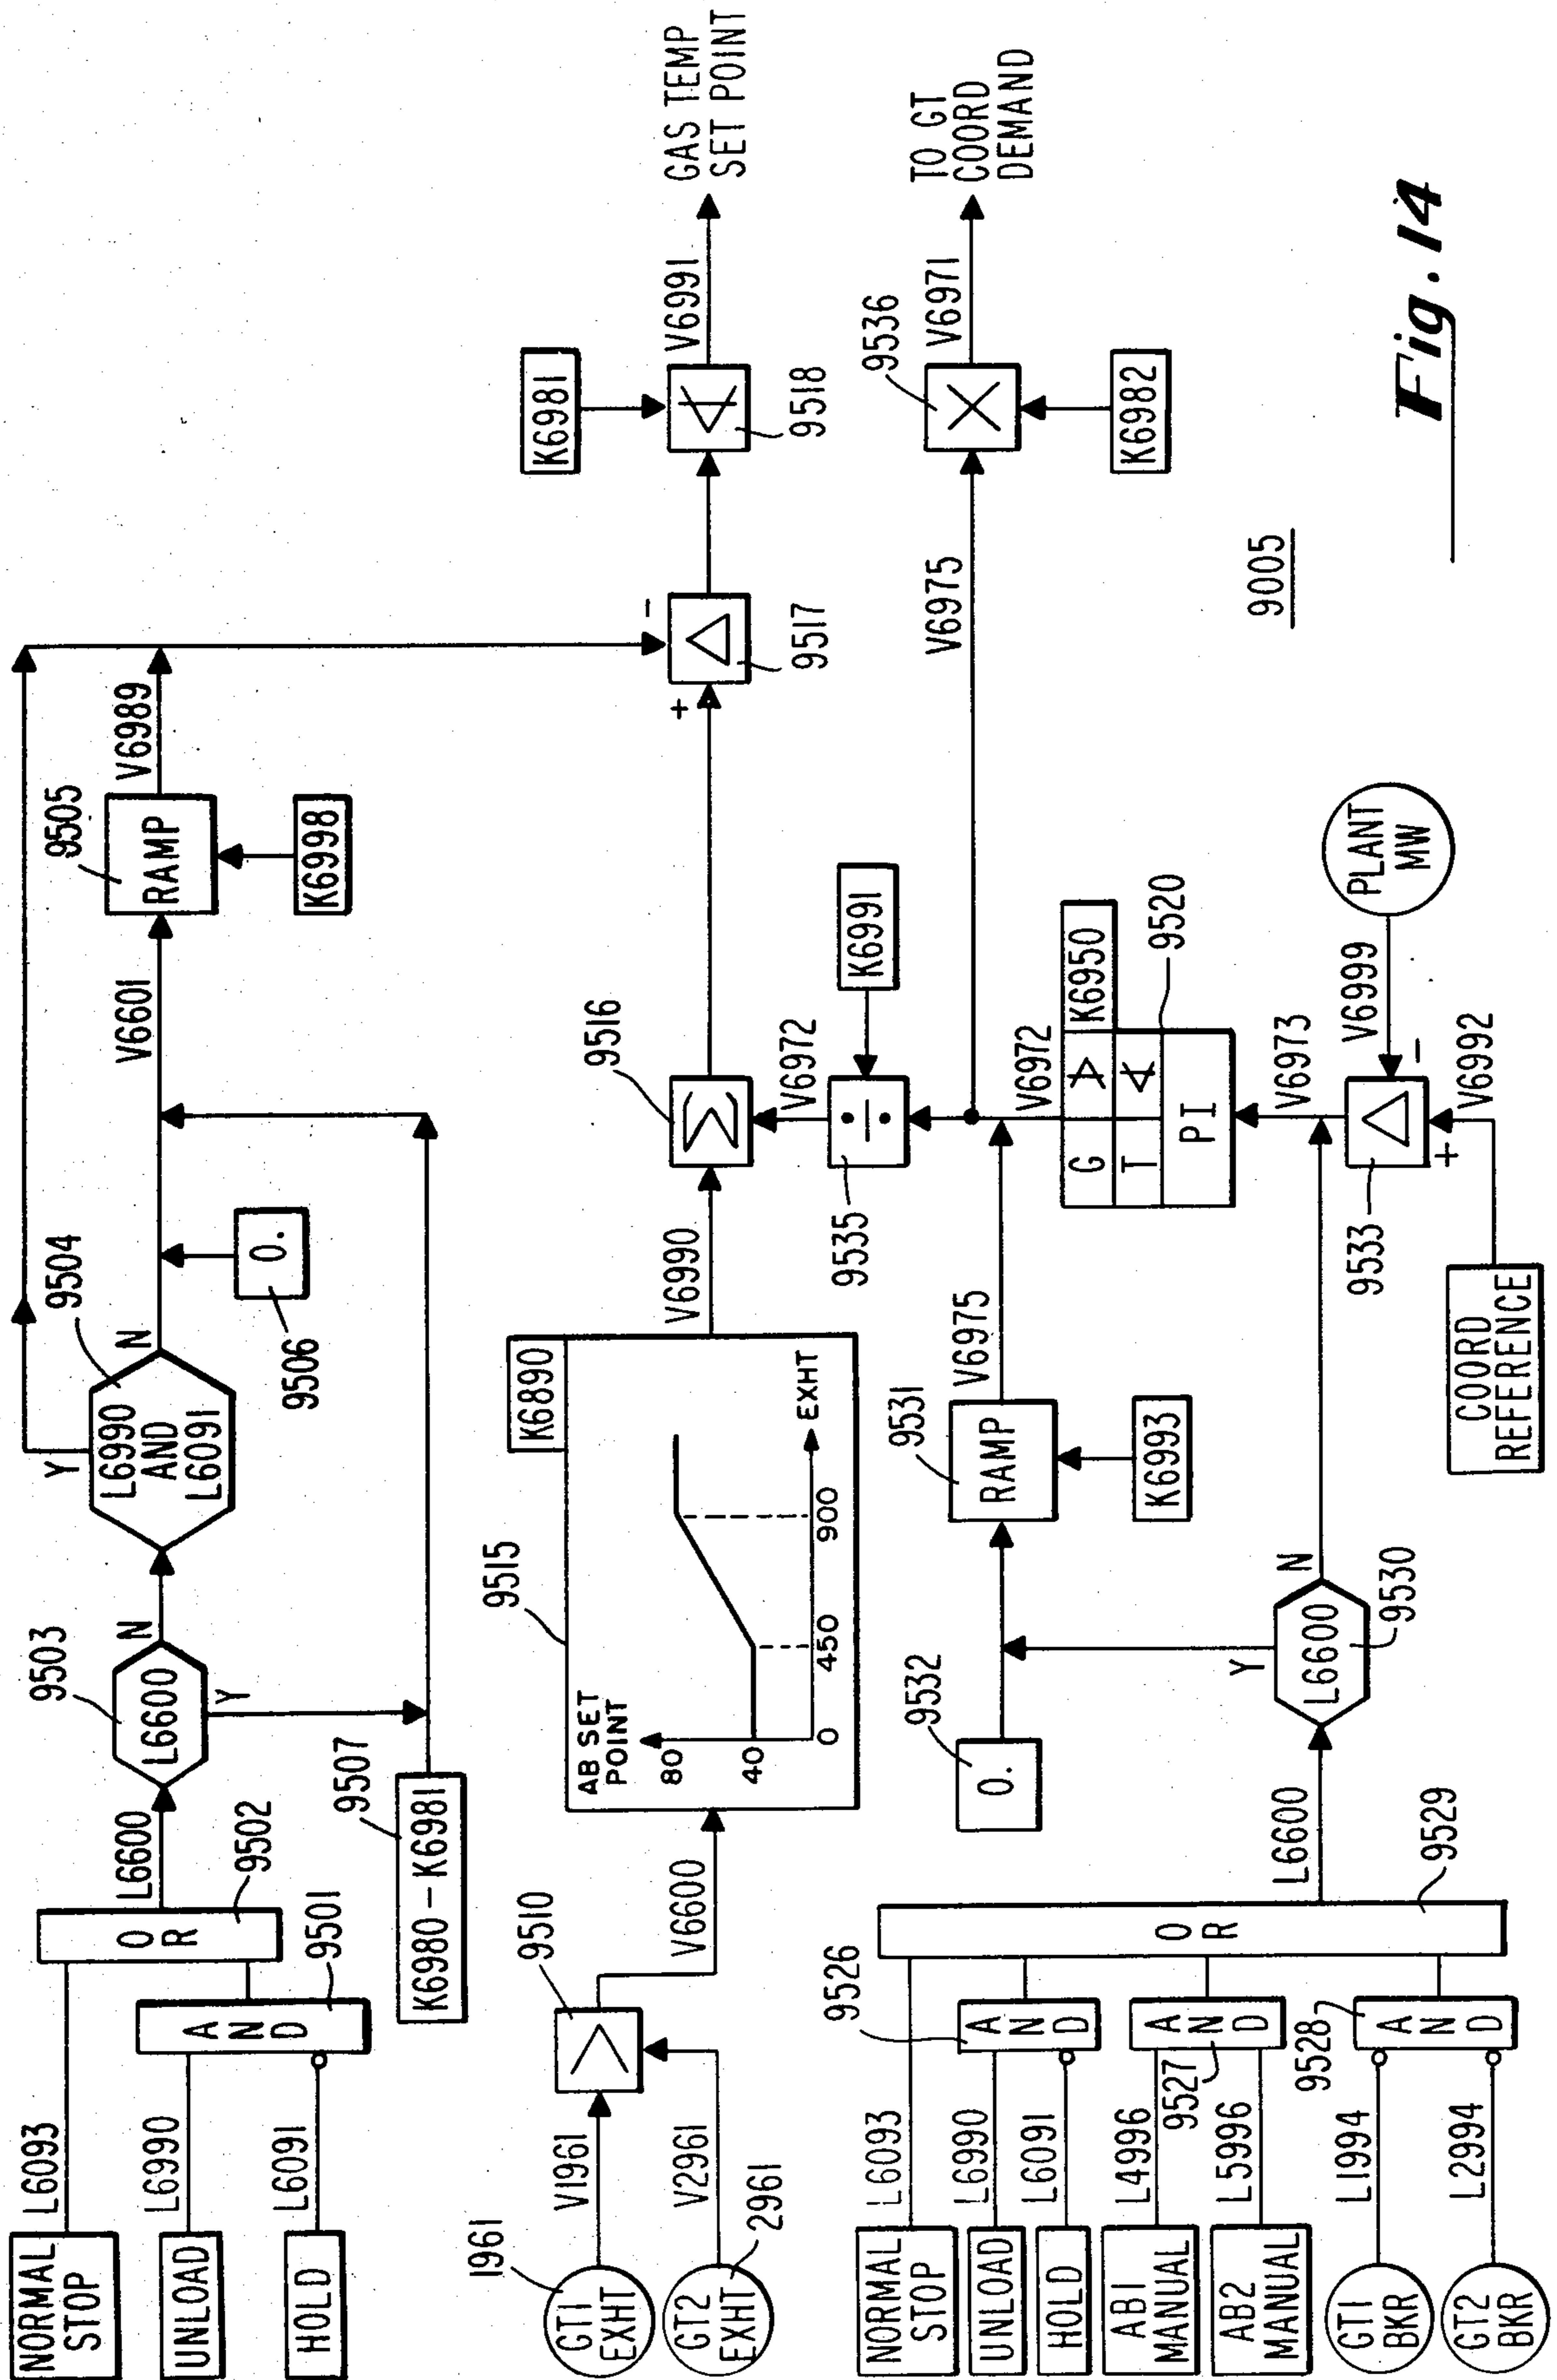 NORMAL
STOP
L6093
UNLOAD
L6990
HOLD
L6091
AND
9501
OR
9502
L6600
9503
L6600
N
Y
9504
L6990
AND
L6091
Y
N
9506
0.
9507
K6980-K6981
V6601
9505
RAMP
K6998
V6989
1961
GT1
EXHT
V1961
GT2
EXHT
2961
V2961
9510
>
V6600
9515
K6890
AB SET
POINT
80
40
0
450
900
EXHT
V6990
9516
Σ
V6972
÷
9535
K6991
+
-
Δ
9517
K6981
9518
V6991
GAS TEMP
SET POINT
NORMAL
STOP
L6093
UNLOAD
L6990
HOLD
L6091
AND
9526
AB1
MANUAL
L4996
AB2
MANUAL
L5996
AND
9527
GT1
BKR
L1994
GT2
BKR
L2994
AND
9528
OR
9529
L6600
L6600
9530
Y
N
9532
0.
9531
RAMP
K6993
V6975
V6972
G
T
PI
K6950
9520
V6973
9533
Δ
+
-
V6992
COORD
REFERENCE
V6999
PLANT
MW
V6975
9536
X
K6982
V6971
TO GT
COORD
DEMAND
9005
Fig. 14